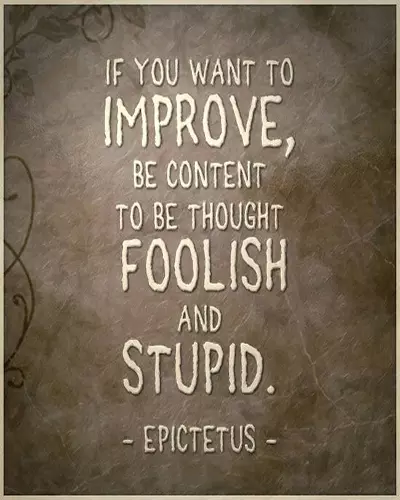 IF YOU WANT TO
IMPROVE,
BE CONTENT
TO BE THOUGHT
FOOLISH
AND
STUPID.
- EPICTETUS -